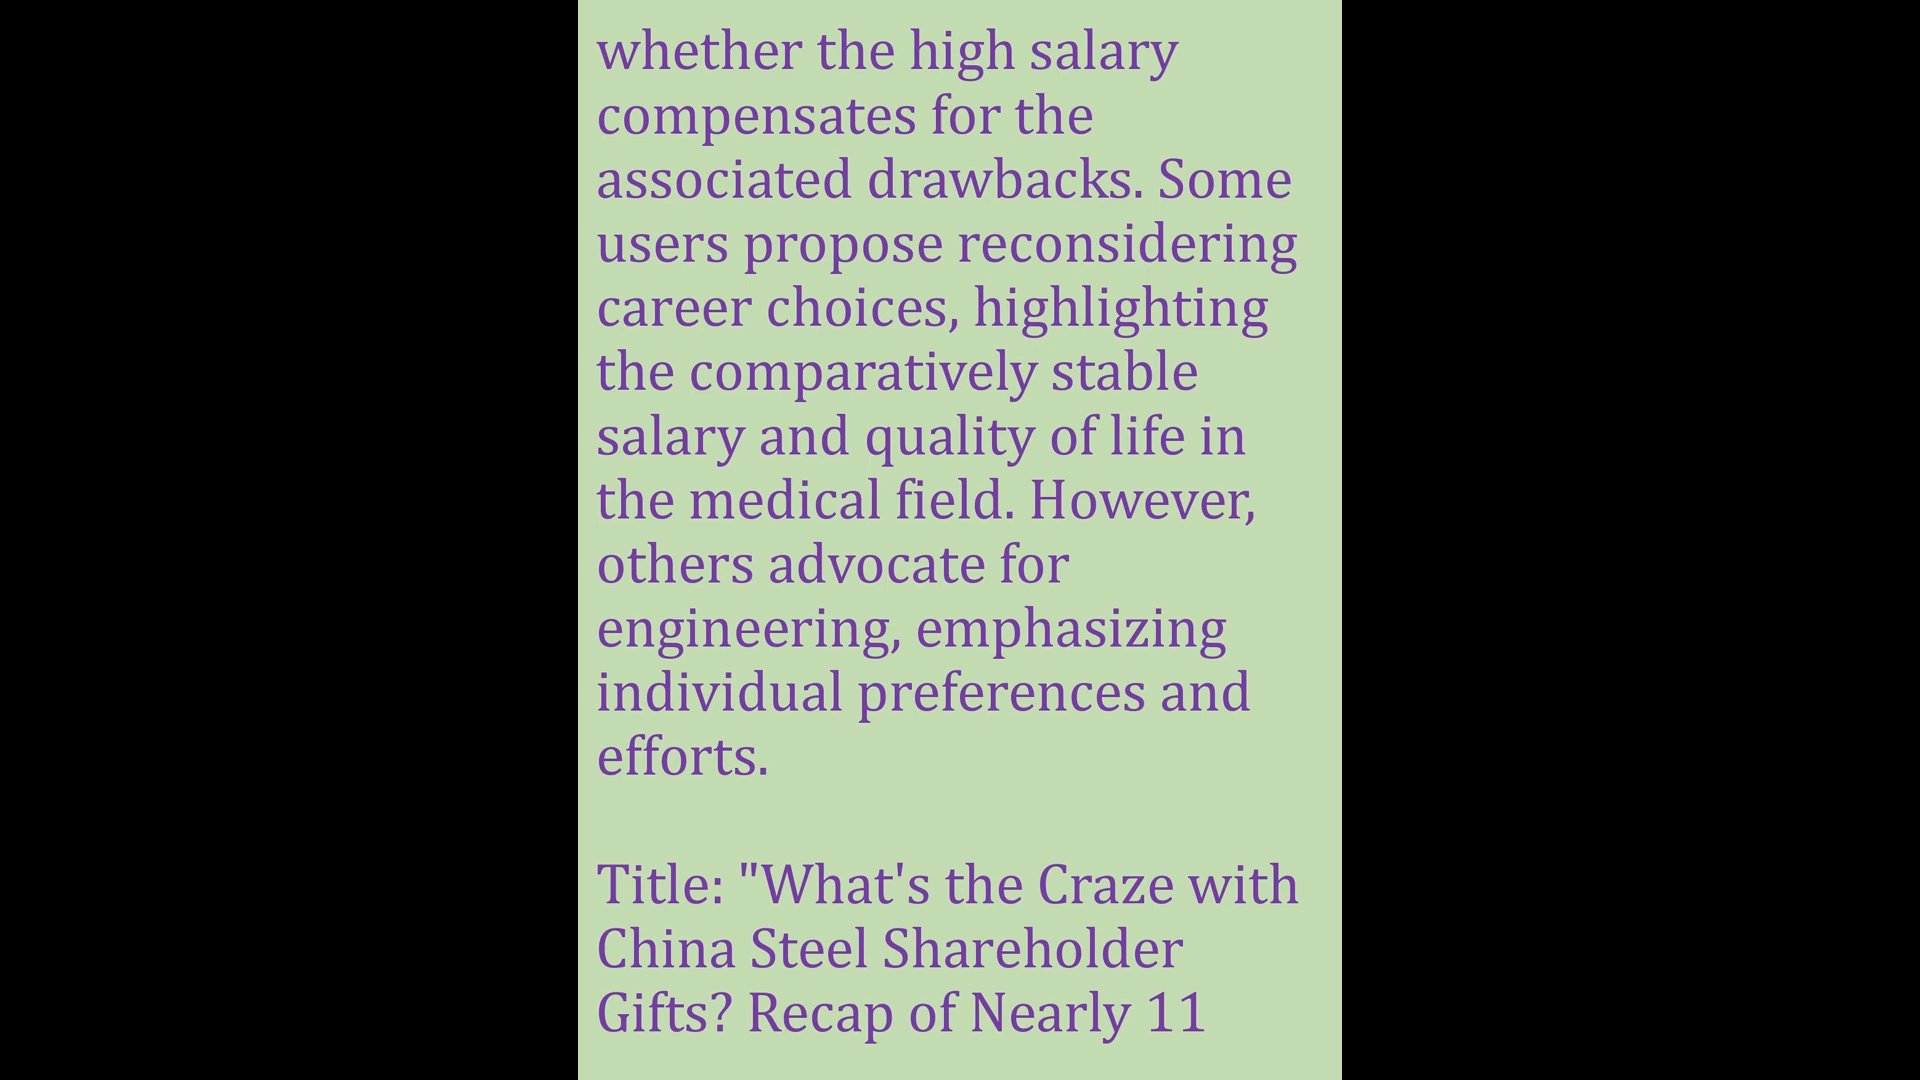 whether the high salary
compensates for the
associated drawbacks. Some
users propose reconsidering
career choices, highlighting
the comparatively stable
salary and quality of life in
the medical field. However,
others advocate for
engineering, emphasizing
individual preferences and
efforts.
Title: "What's the Craze with
China Steel Shareholder
Gifts? Recap of Nearly 11